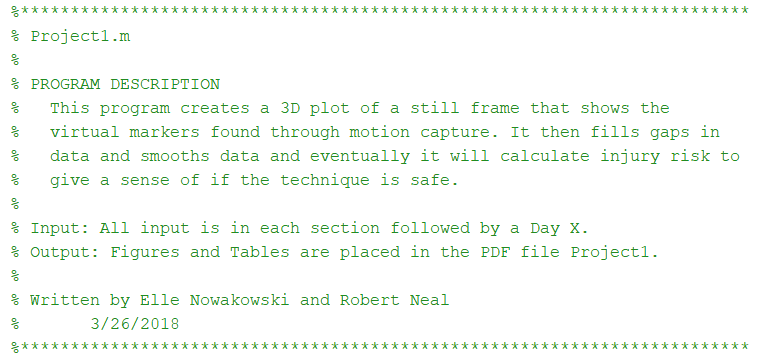 %*************************************************************************
% Project1.m
%
% PROGRAM DESCRIPTION
%   This program creates a 3D plot of a still frame that shows the
%   virtual markers found through motion capture. It then fills gaps in
%   data and smooths data and eventually it will calculate injury risk to
%   give a sense of if the technique is safe.
%
% Input: All input is in each section followed by a Day X.
% Output: Figures and Tables are placed in the PDF file Project1.
%
% Written by Elle Nowakowski and Robert Neal
%       3/26/2018
%*************************************************************************